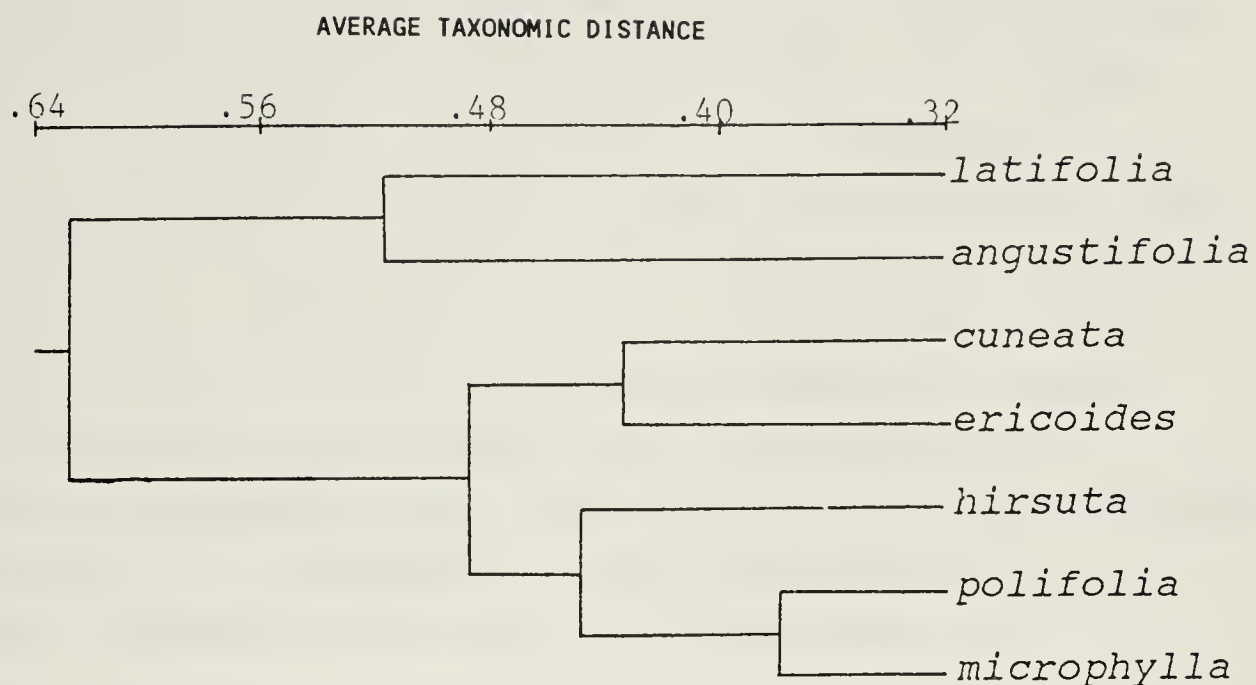 AVERAGE TAXONOMIC DISTANCE
.64 .56 .48 .40 .32
latifolia
angustifolia
cuneata
ericoides
hirsuta
polifolia
microphylla